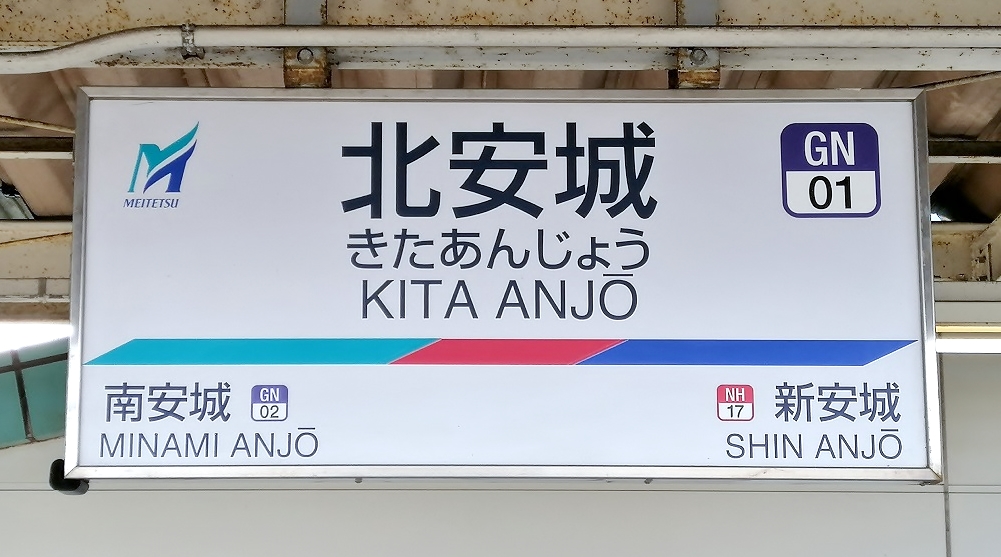 MEITETSU
北安城
きたあんじょう
KITA ANJŌ
GN
01
南安城
GN
02
MINAMI ANJŌ
NH
17
新安城
SHIN ANJŌ